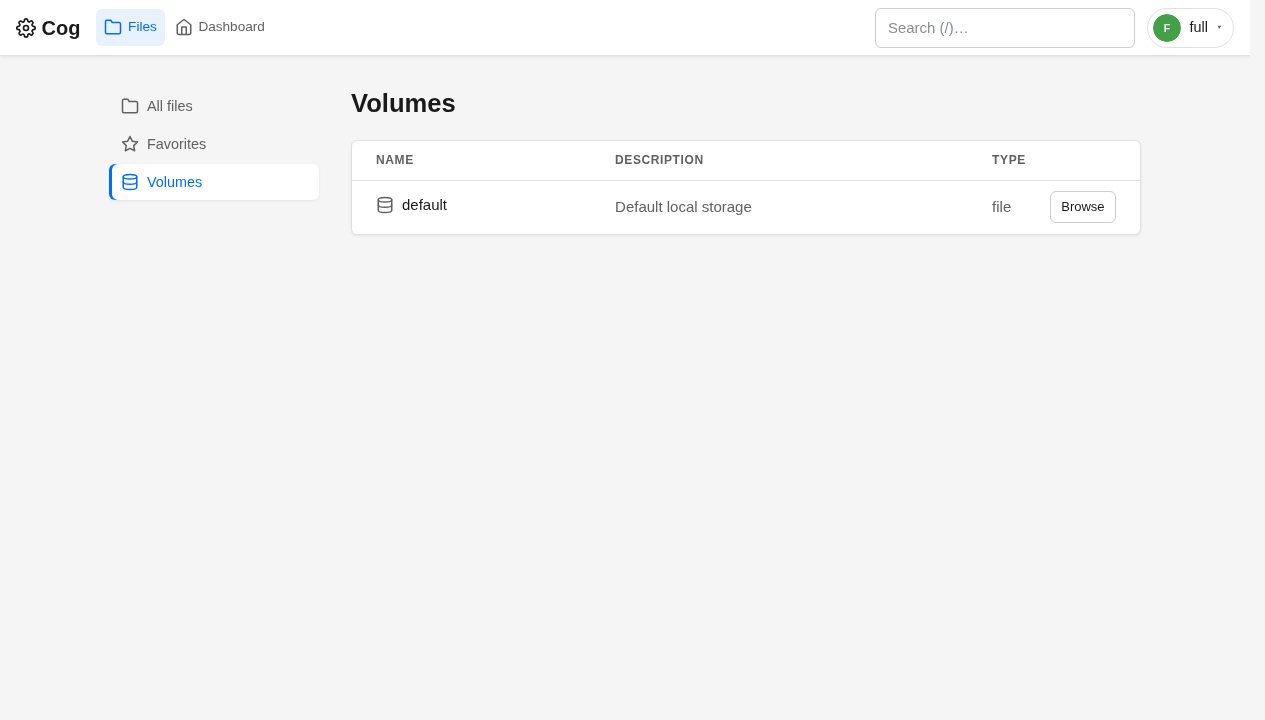 Cog
Files
Dashboard
Search (/)…
F
full
All files
Favorites
Volumes
Volumes
NAME DESCRIPTION TYPE
default Default local storage file Browse